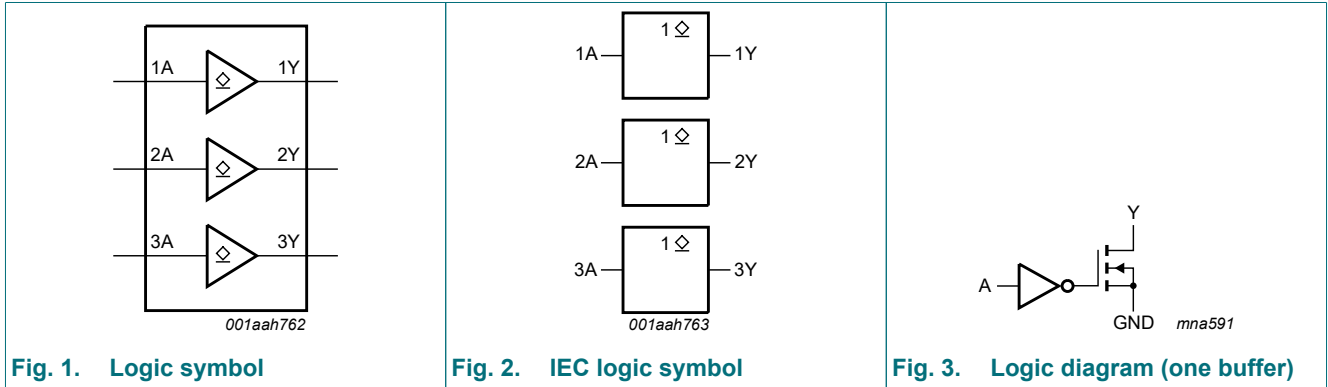 1A 1Y
2A 2Y
3A 3Y
001aah762
Fig. 1. Logic symbol
1
1A 1Y
1
2A 2Y
1
3A 3Y
001aah763
Fig. 2. IEC logic symbol
Y
A
GND mna591
Fig. 3. Logic diagram (one buffer)